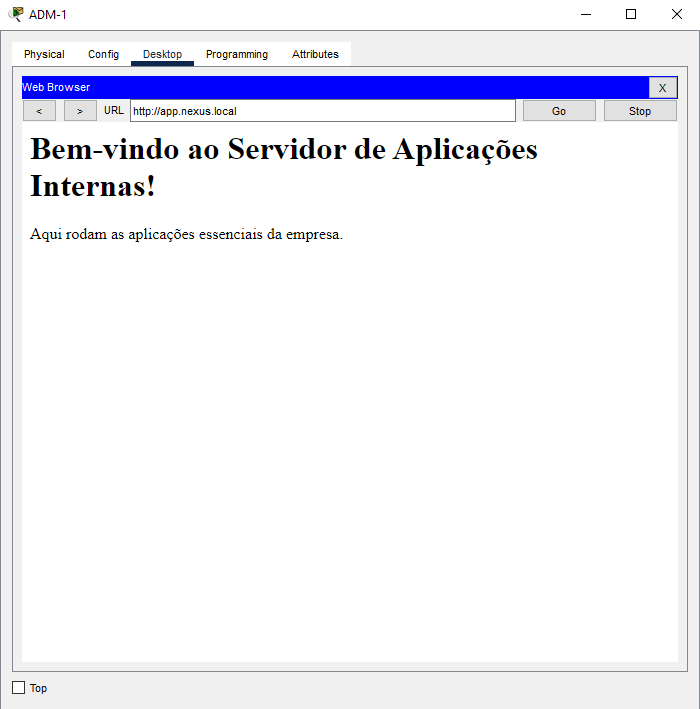 ADM-1
Physical Config Desktop Programming Attributes
Web Browser X
< > URL http://app.nexus.local Go Stop
Bem-vindo ao Servidor de Aplicações
Internas!
Aqui rodam as aplicações essenciais da empresa.
Top